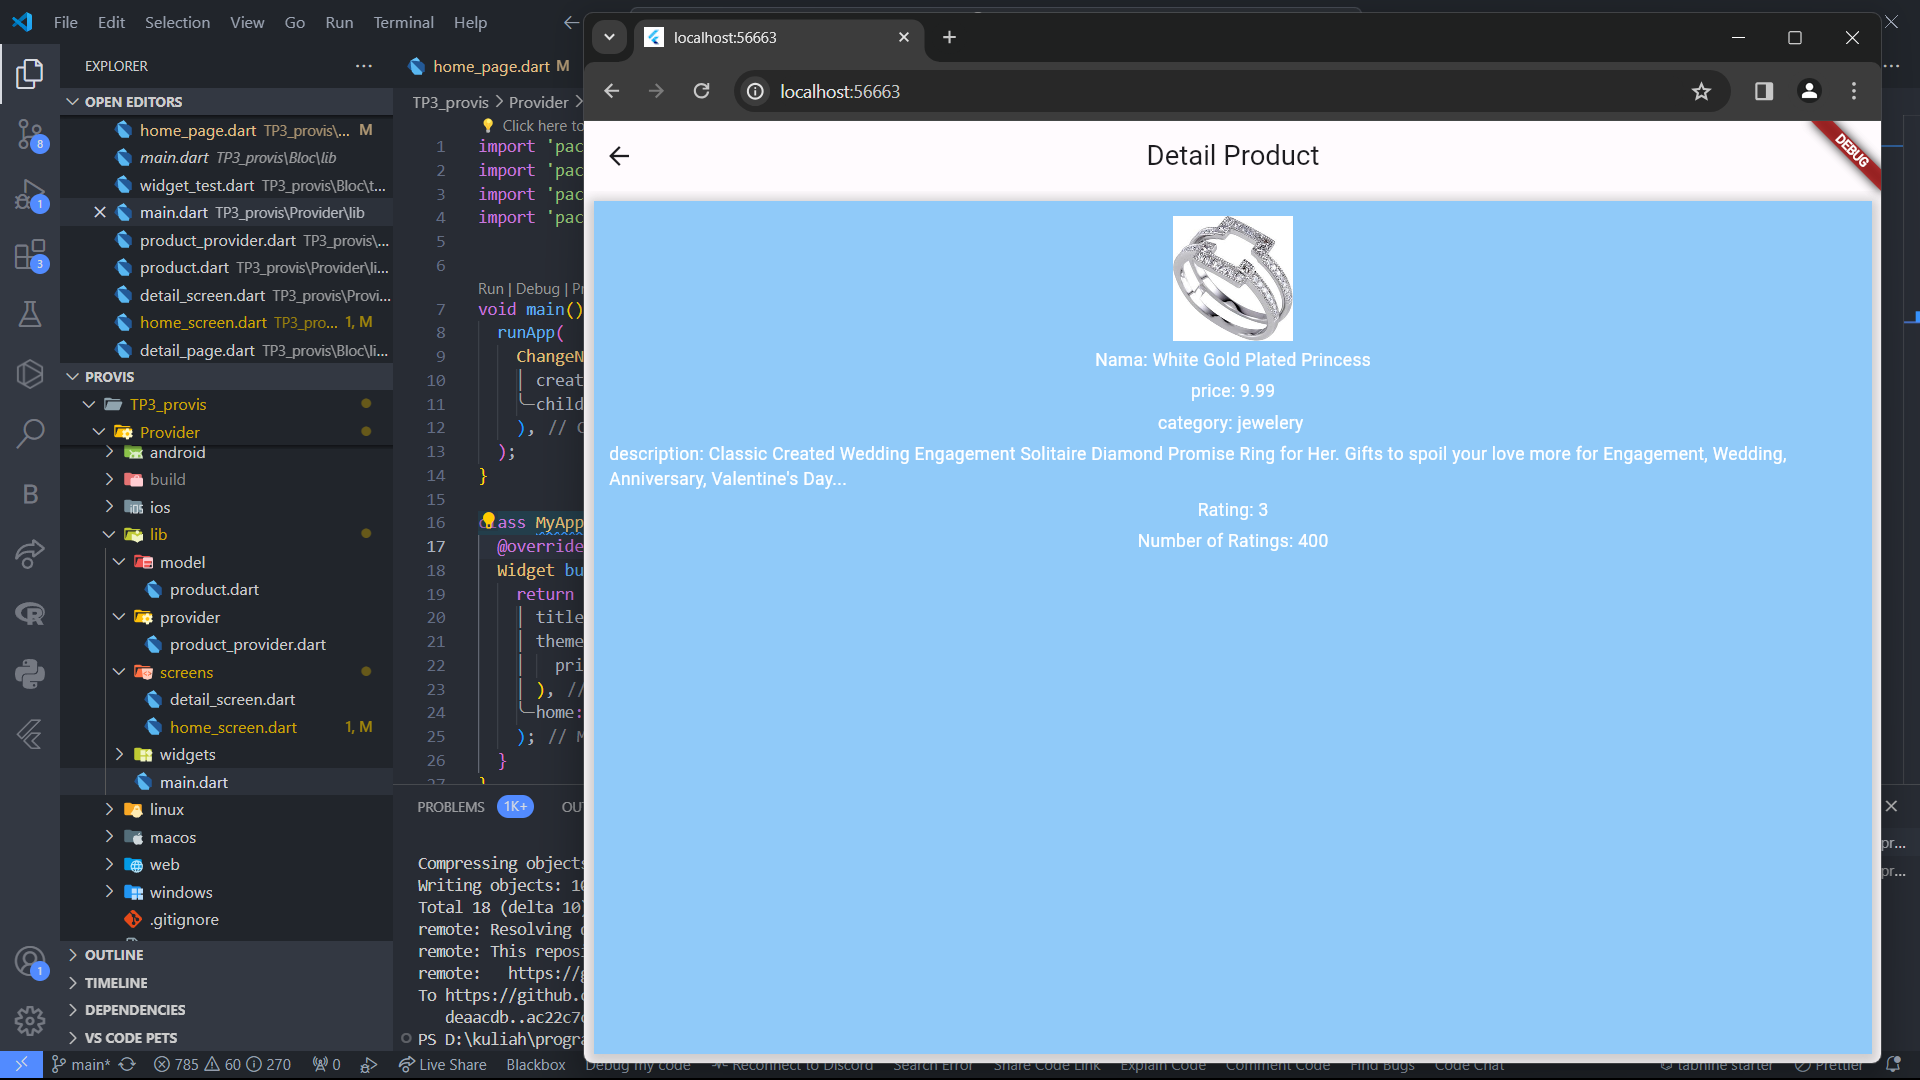 File Edit Selection View Go Run Terminal Help
EXPLORER
OPEN EDITORS
home_page.dart TP3_provis\... M
main.dart TP3_provis\Bloc\lib
widget_test.dart TP3_provis\Bloc\t...
main.dart TP3_provis\Provider\lib
product_provider.dart TP3_provis\...
product.dart TP3_provis\Provider\li...
detail_screen.dart TP3_provis\Provi...
home_screen.dart TP3_pro... 1, M
detail_page.dart TP3_provis\Bloc\li...
PROVIS
TP3_provis
Provider
android
build
ios
lib
model
product.dart
provider
product_provider.dart
screens
detail_screen.dart
home_screen.dart 1, M
widgets
main.dart
linux
macos
web
windows
.gitignore
OUTLINE
TIMELINE
DEPENDENCIES
VS CODE PETS
8
1
3
B
1
home_page.dart M
TP3_provis > Provider >
Click here to
1 import 'pac
2 import 'pac
3 import 'pac
4 import 'pac
5
6
Run | Debug | P
7 void main()
8 runApp(
9 ChangeN
10 creat
11 child
12 ), // C
13 );
14 }
15
16 class MyApp
17 @override
18 Widget bu
19 return
20 title
21 theme
22 pri
23 ), //
24 home:
25 ); // M
26 }
27 }
PROBLEMS 1K+ OU
Compressing objects
Writing objects: 10
Total 18 (delta 10)
remote: Resolving
remote: This repos
remote: https://g
To https://github.c
deaacdb..ac22c7
PS D:\kuliah\progra
localhost:56663
localhost:56663
Detail Product
DEBUG
Nama: White Gold Plated Princess
price: 9.99
category: jewelery
description: Classic Created Wedding Engagement Solitaire Diamond Promise Ring for Her. Gifts to spoil your love more for Engagement, Wedding,
Anniversary, Valentine's Day...
Rating: 3
Number of Ratings: 400
pr...
pr...
main* 785 60 270 0 Live Share Blackbox Debug my code Reconnect to Discord Search Error Share Code Link Explain Code Comment Code Find Bugs Code Chat tabnine starter Prettier